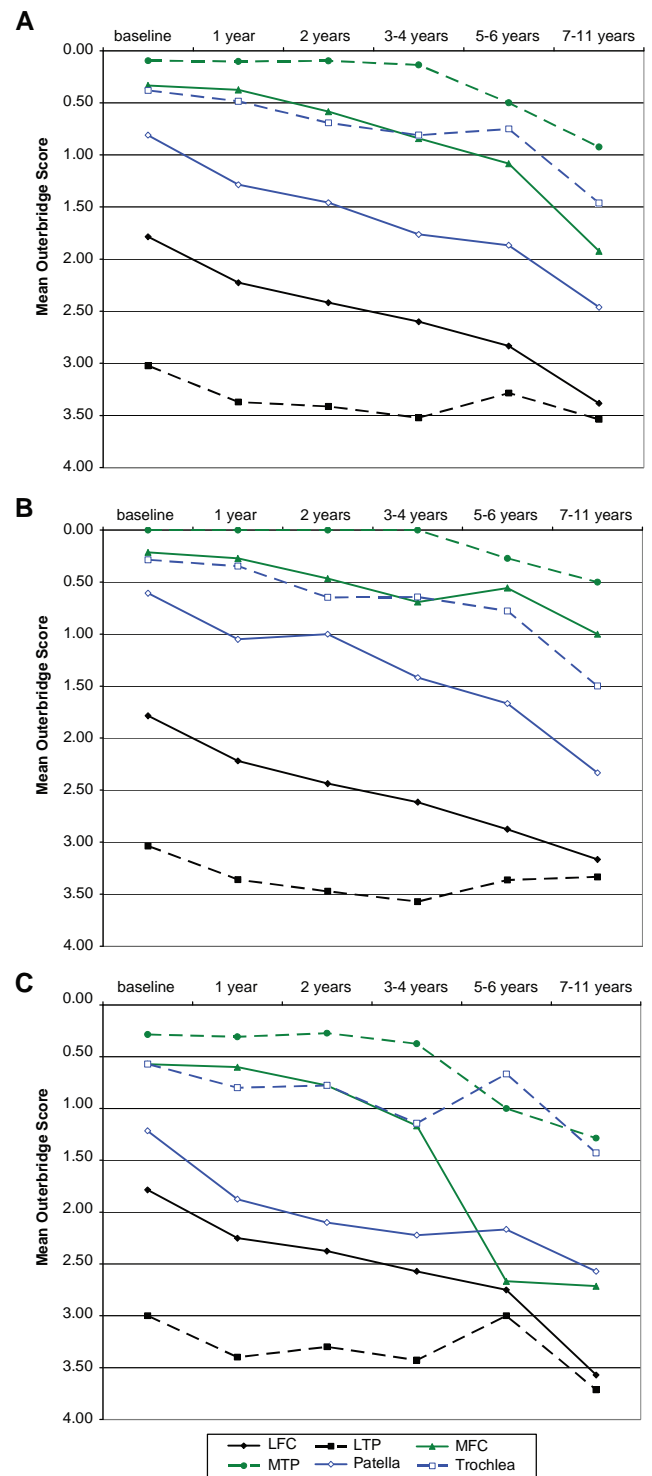 A
baseline 1 year 2 years 3-4 years 5-6 years 7-11 years
0.00
0.50
1.00
1.50
2.00
2.50
3.00
3.50
4.00
Mean Outerbridge Score
B
baseline 1 year 2 years 3-4 years 5-6 years 7-11 years
0.00
0.50
1.00
1.50
2.00
2.50
3.00
3.50
4.00
Mean Outerbridge Score
C
baseline 1 year 2 years 3-4 years 5-6 years 7-11 years
0.00
0.50
1.00
1.50
2.00
2.50
3.00
3.50
4.00
Mean Outerbridge Score
LFC LTP MFC
MTP Patella Trochlea